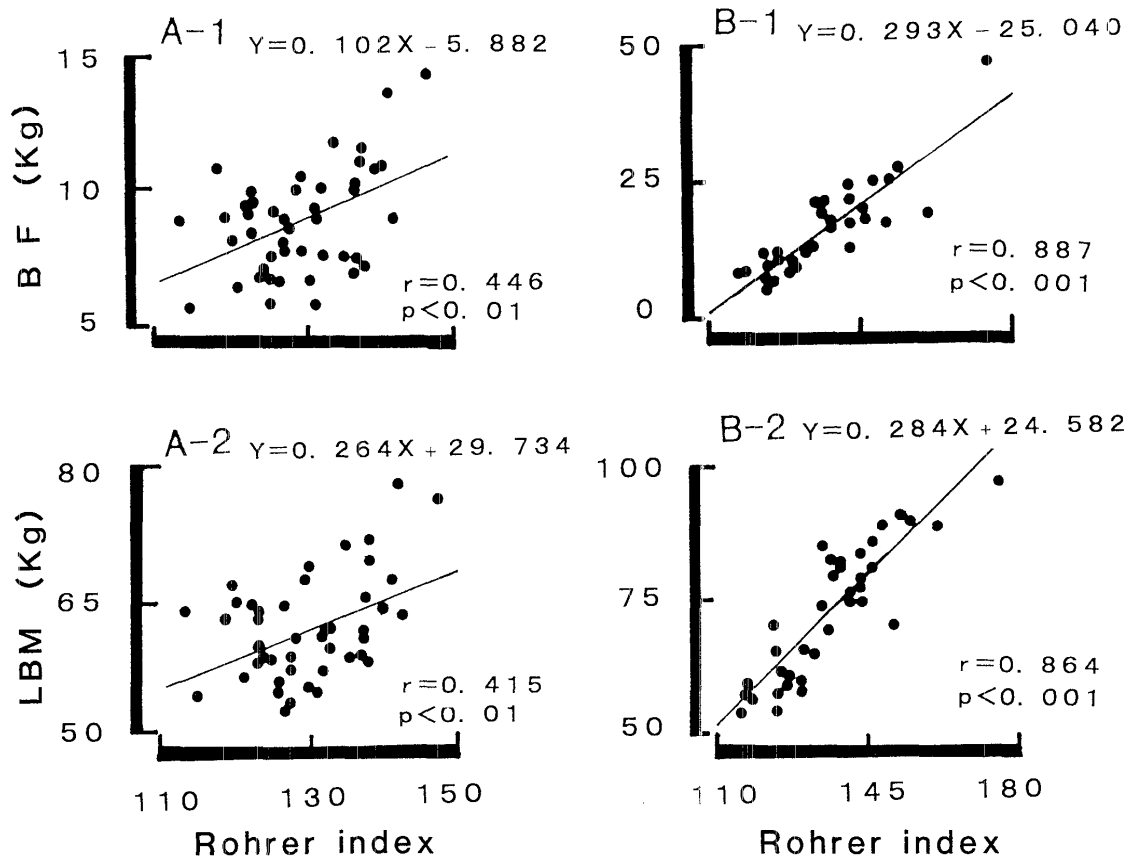 A-1 Y=0. 102X-5. 882
15
10
5
B F (Kg)
r=0. 446
p<0. 01
B-1 Y=0. 293X-25. 040
50
25
0
r=0. 887
p<0. 001
A-2 Y=0. 264X+29. 734
80
65
50
LBM (Kg)
r=0. 415
p<0. 01
110 130 150
Rohrer index
B-2 Y=0. 284X+24. 582
100
75
50
r=0. 864
p<0. 001
110 145 180
Rohrer index